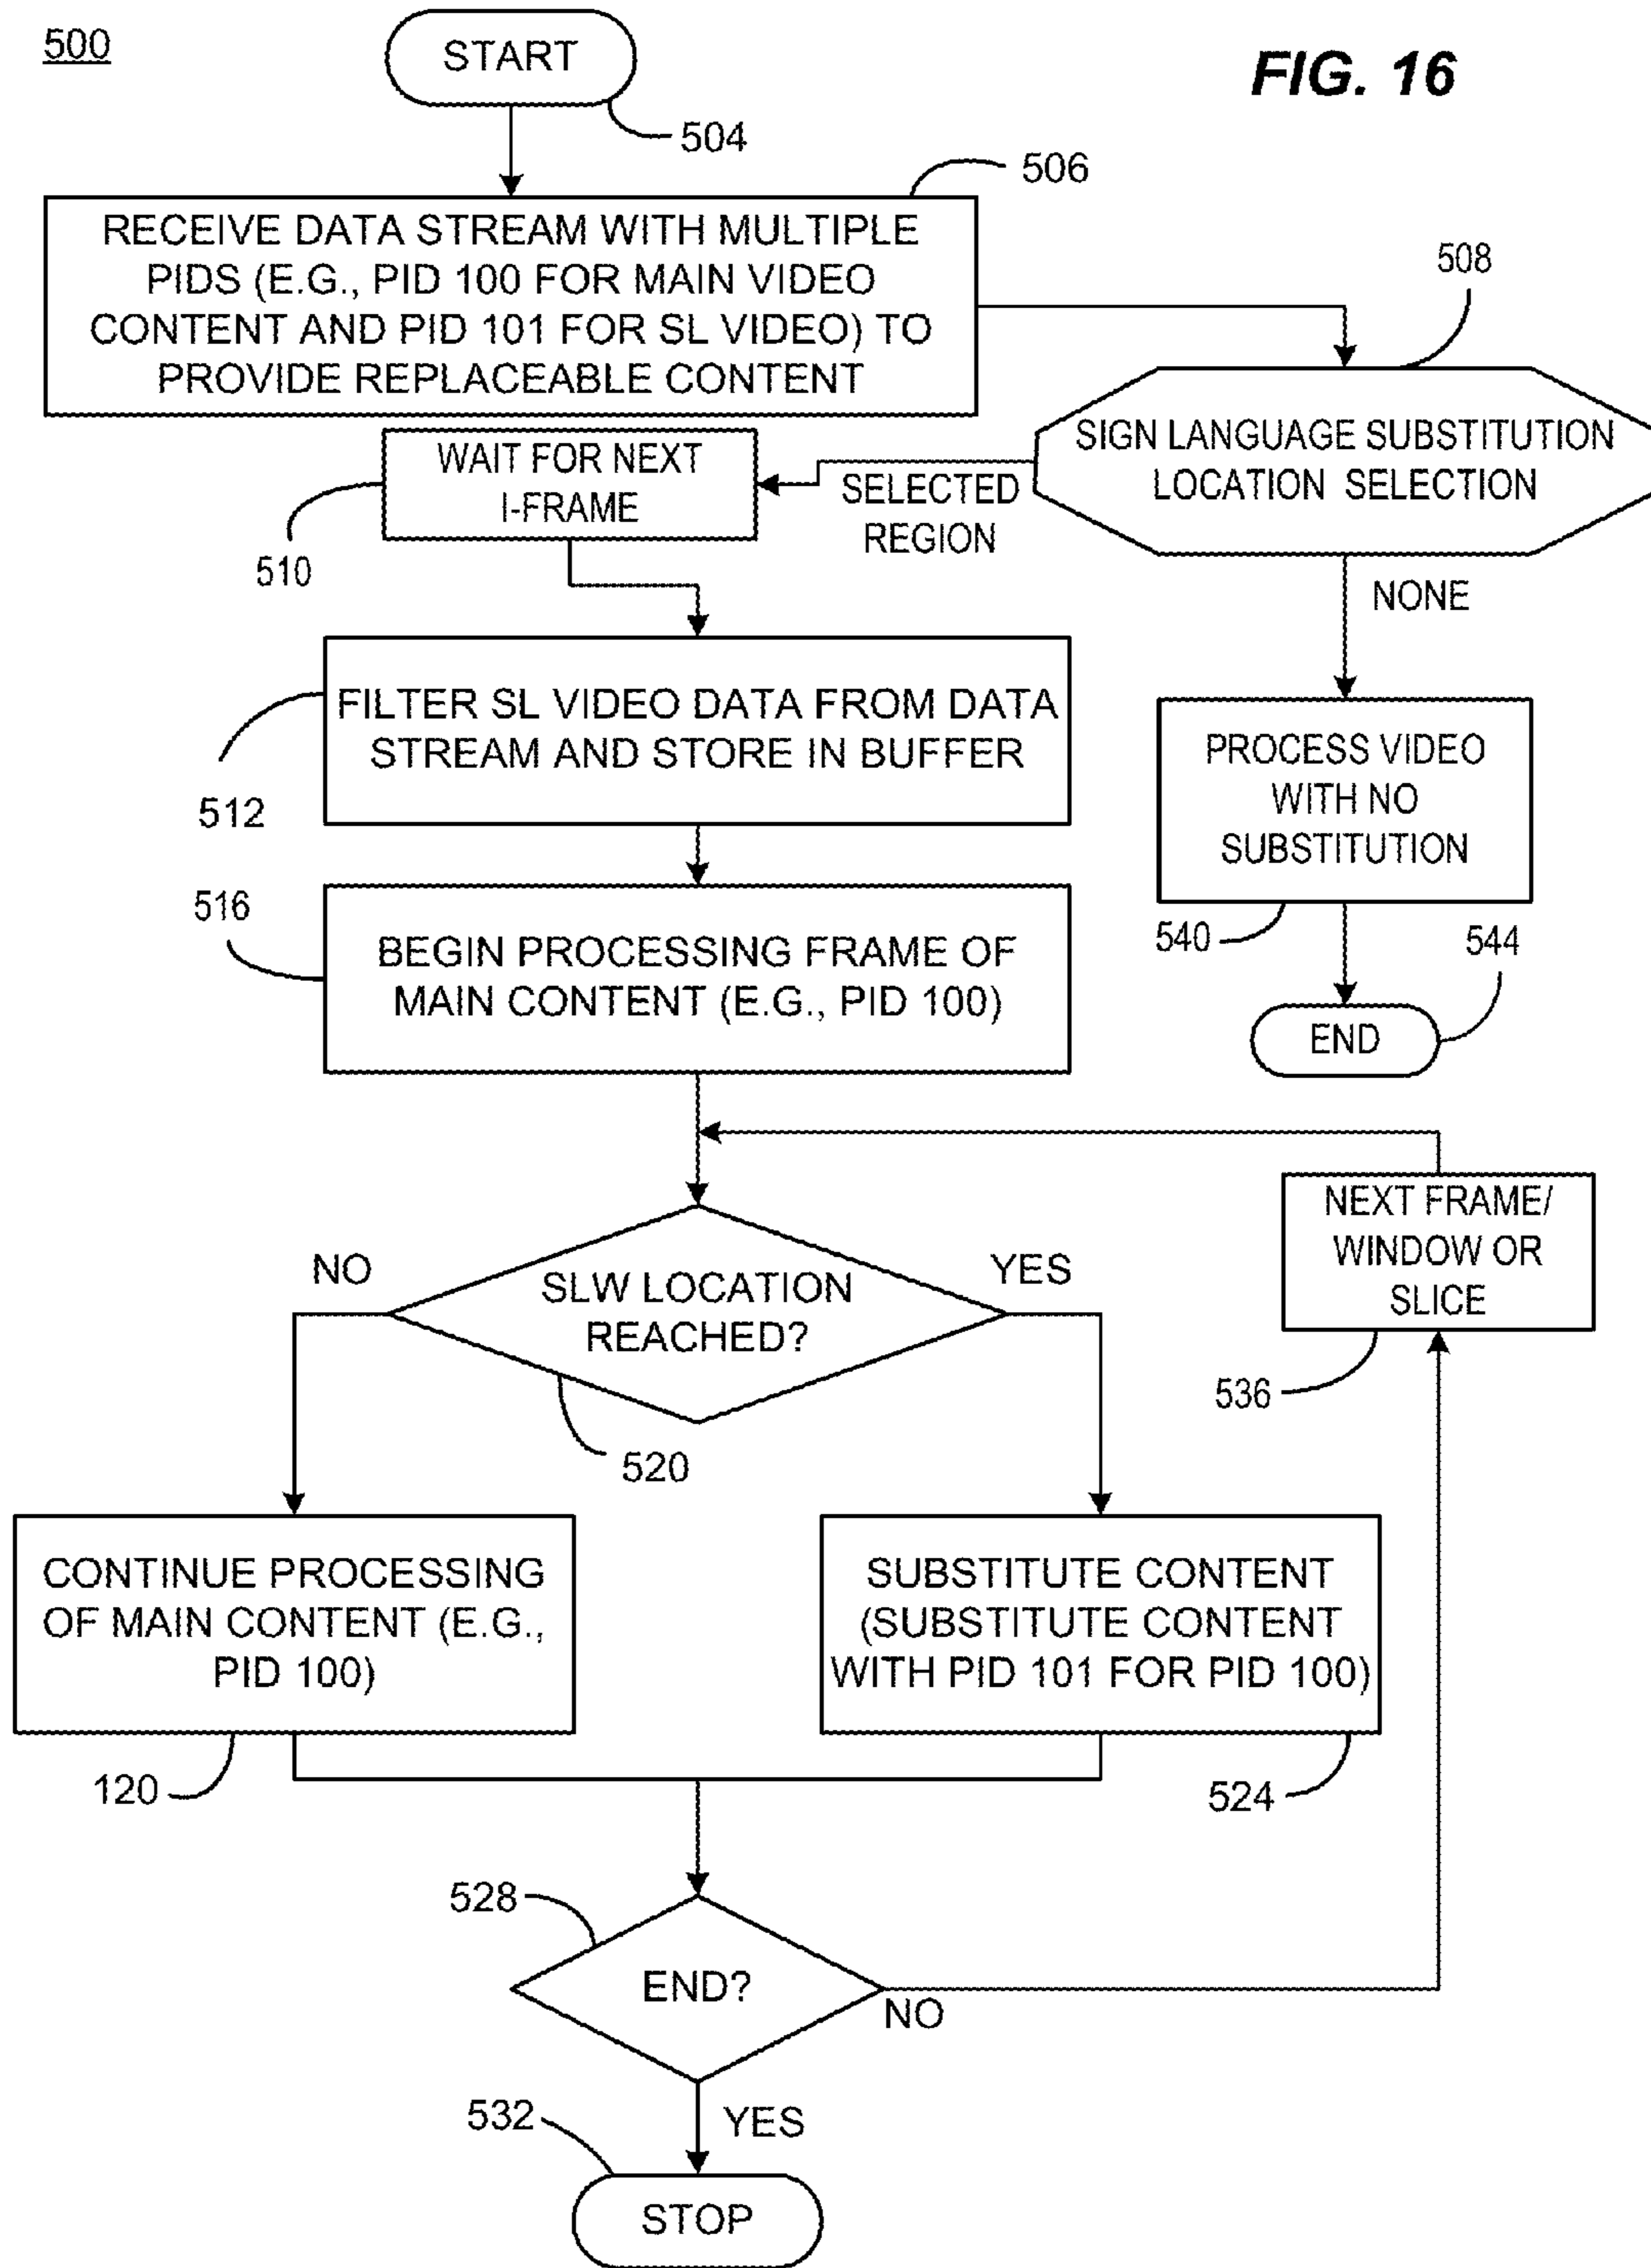 500
START
FIG. 16
504
506
RECEIVE DATA STREAM WITH MULTIPLE
PIDS (E.G., PID 100 FOR MAIN VIDEO
CONTENT AND PID 101 FOR SL VIDEO) TO
PROVIDE REPLACEABLE CONTENT
508
SIGN LANGUAGE SUBSTITUTION
LOCATION SELECTION
SELECTED
REGION
WAIT FOR NEXT
I-FRAME
510
NONE
FILTER SL VIDEO DATA FROM DATA
STREAM AND STORE IN BUFFER
512
PROCESS VIDEO
WITH NO
SUBSTITUTION
540
544
END
516
BEGIN PROCESSING FRAME OF
MAIN CONTENT (E.G., PID 100)
NEXT FRAME/
WINDOW OR
SLICE
536
NO
SLW LOCATION
REACHED?
YES
520
CONTINUE PROCESSING
OF MAIN CONTENT (E.G.,
PID 100)
120
SUBSTITUTE CONTENT
(SUBSTITUTE CONTENT
WITH PID 101 FOR PID 100)
524
528
END?
NO
YES
532
STOP